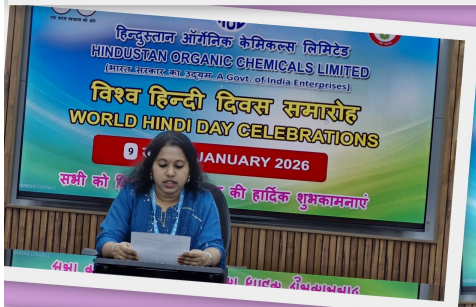 हिन्दुस्तान ऑर्गेनिक केमिकल्स लिमिटेड
HINDUSTAN ORGANIC CHEMICALS LIMITED
(भारत सरकार का उद्यम A Govt. of India Enterprises)
विश्व हिन्दी दिवस समारोह
WORLD HINDI DAY CELEBRATIONS
9 JANUARY 2026
सभी को की हार्दिक शुभकामनाएं